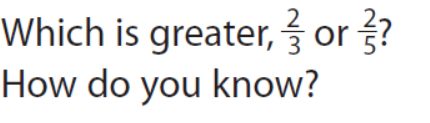 Which is greater, 2/3 or 2/5?
How do you know?